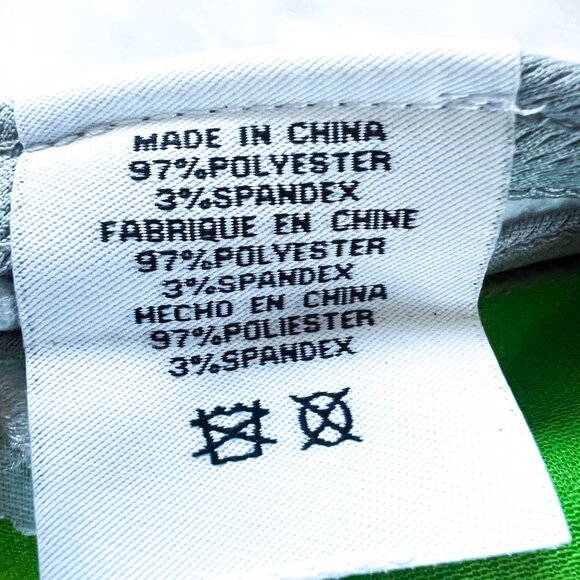 MADE IN CHINA
97%POLYESTER
3%SPANDEX
FABRIQUE EN CHINE
97%POLYESTER
3%SPANDEX
HECHO EN CHINA
97%POLIESTER
3%SPANDEX